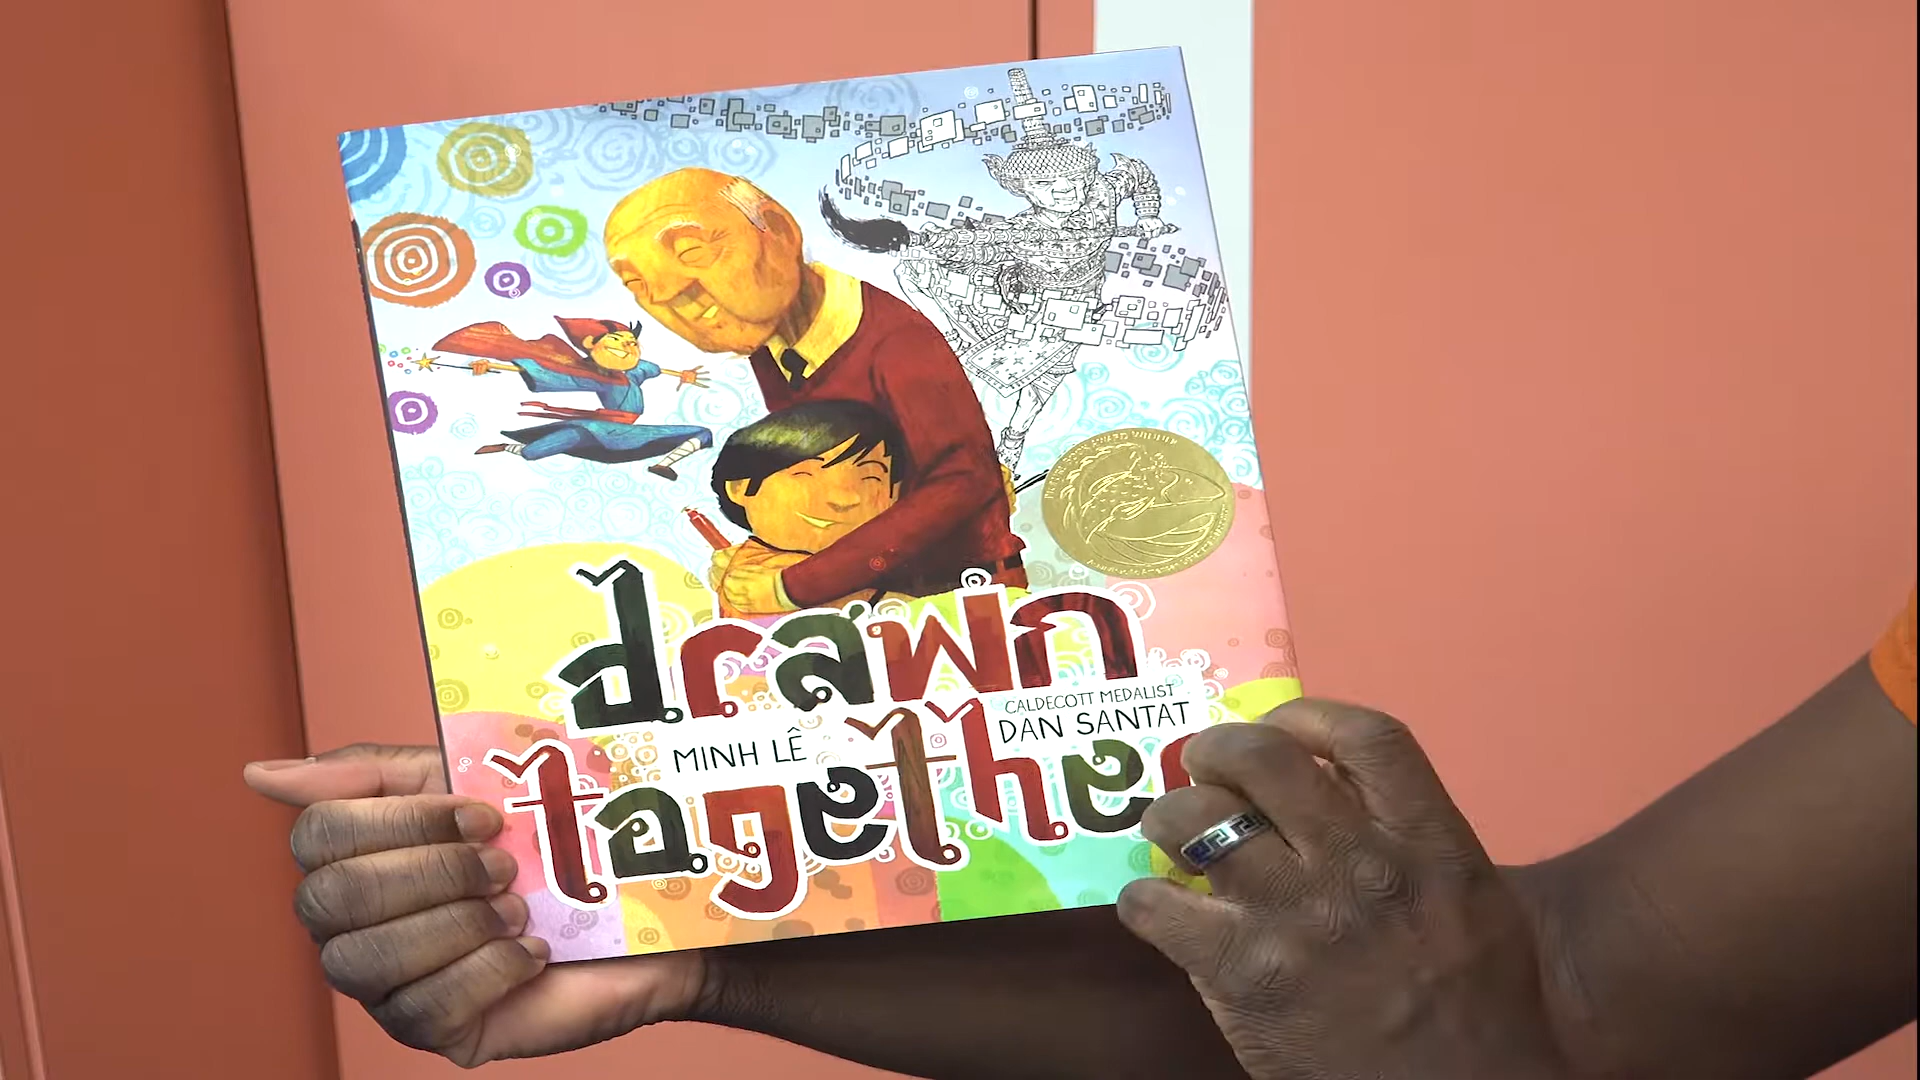 drawn
CALDECOTT MEDALIST
DAN SANTAT
MINH LÊ
together